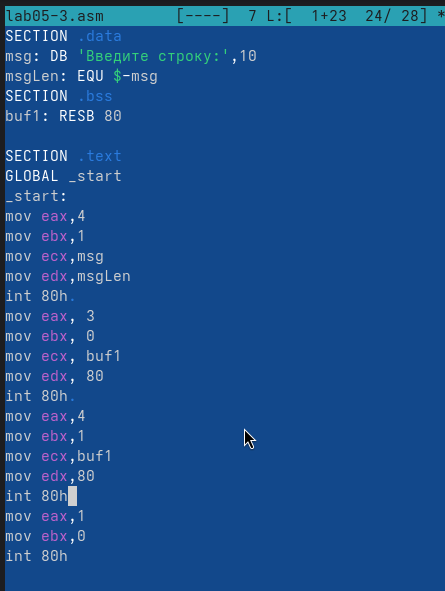 lab05-3.asm [----] 7 L:[ 1+23 24/ 28] *
SECTION .data
msg: DB 'Введите строку:',10
msgLen: EQU $-msg
SECTION .bss
buf1: RESB 80
SECTION .text
GLOBAL _start
_start:
mov eax,4
mov ebx,1
mov ecx,msg
mov edx,msgLen
int 80h.
mov eax, 3
mov ebx, 0
mov ecx, buf1
mov edx, 80
int 80h.
mov eax,4
mov ebx,1
mov ecx,buf1
mov edx,80
int 80h
mov eax,1
mov ebx,0
int 80h